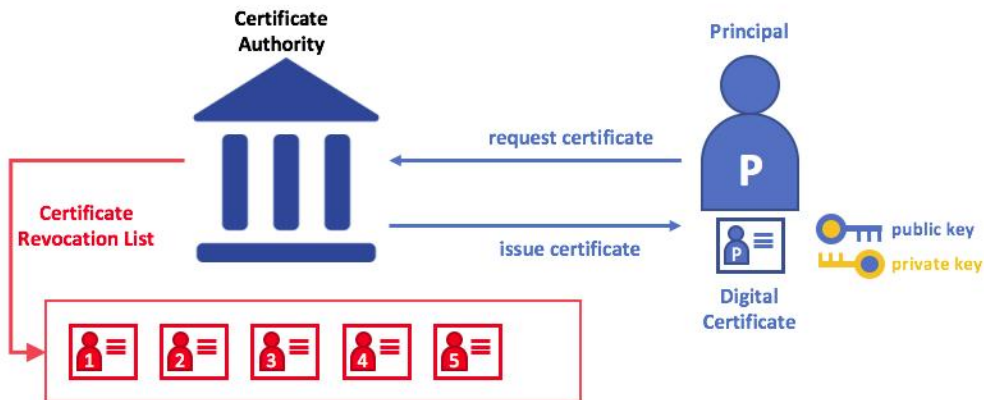 Certificate
Authority
Principal
request certificate
P
Certificate
Revocation List
issue certificate
P
public key
private key
Digital
Certificate
1 2 3 4 5